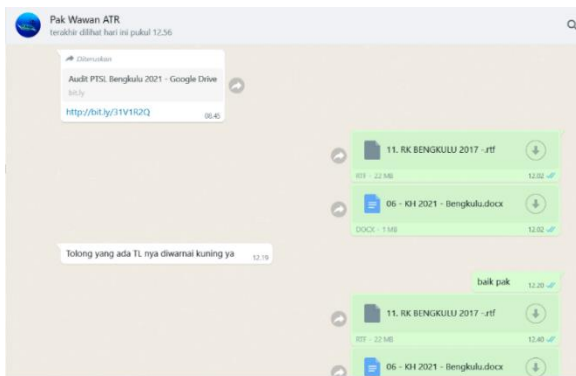 Pak Wawan ATR
terakhir dilihat hari ini pukul 12.56
Diteruskan
Audit PTSL Bengkulu 2021 - Google Drive
bit.ly
http://bit.ly/31V1R2Q
08.45
11. RK BENGKULU 2017 -.rtf
RTF - 22 MB
12.02
06 - KH 2021 - Bengkulu.docx
DOCX - 1 MB
12.02
Tolong yang ada TL nya diwarnai kuning ya
12.19
baik pak
12.20
11. RK BENGKULU 2017 -.rtf
RTF - 22 MB
12.40
06 - KH 2021 - Bengkulu.docx